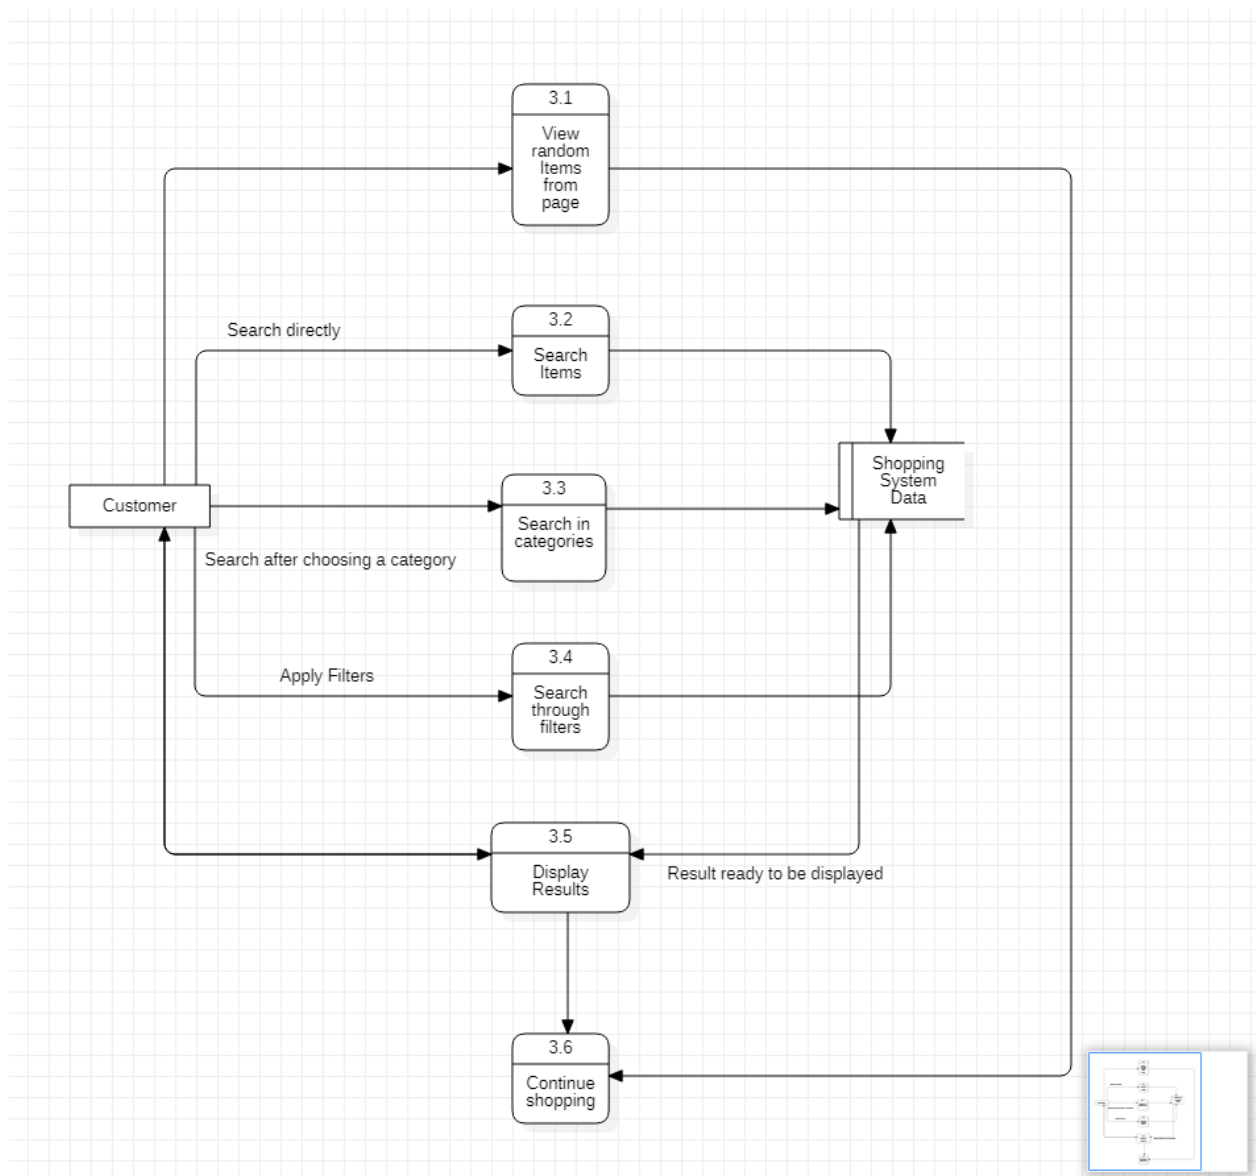 3.1
View
random
Items
from
page
Search directly
3.2
Search
Items
Customer
3.3
Search in
categories
Shopping
System
Data
Search after choosing a category
Apply Filters
3.4
Search
through
filters
3.5
Display
Results
Result ready to be displayed
3.6
Continue
shopping